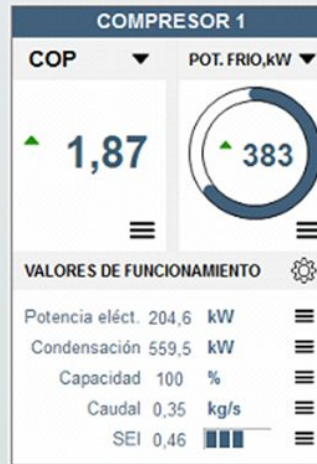 COMPRESOR 1
COP POT. FRIO,kW
1,87 383
VALORES DE FUNCIONAMIENTO
Potencia eléct. 204,6 kW
Condensación 559,5 kW
Capacidad 100 %
Caudal 0,35 kg/s
SEI 0,46